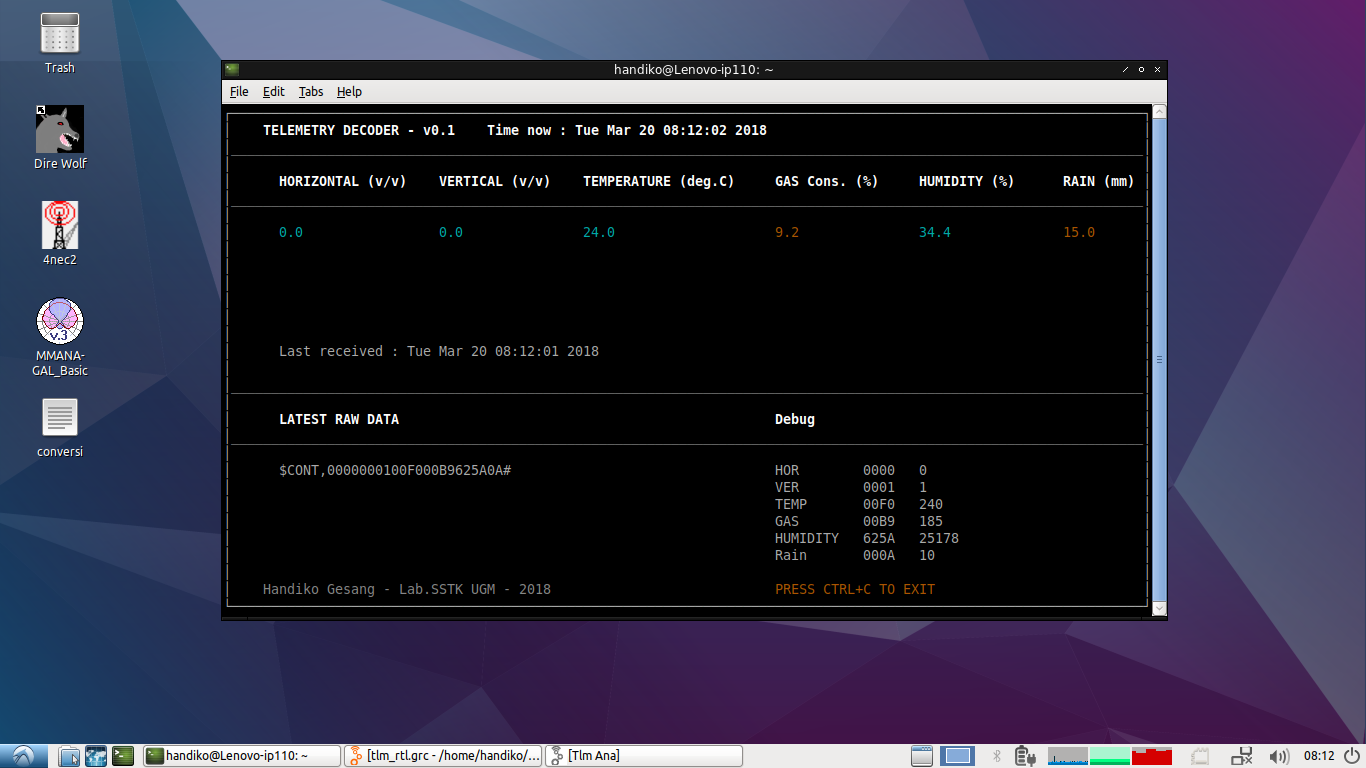 Trash
Dire Wolf
4nec2
v.3
MMANA-
GAL_Basic
conversi
handiko@Lenovo-ip110: ~
File Edit Tabs Help
TELEMETRY DECODER - v0.1 Time now : Tue Mar 20 08:12:02 2018
HORIZONTAL (v/v) VERTICAL (v/v) TEMPERATURE (deg.C) GAS Cons. (%) HUMIDITY (%) RAIN (mm)
0.0 0.0 24.0 9.2 34.4 15.0
Last received : Tue Mar 20 08:12:01 2018
LATEST RAW DATA Debug
$CONT,0000000100F000B9625A0A# HOR 0000 0
VER 0001 1
TEMP 00F0 240
GAS 00B9 185
HUMIDITY 625A 25178
Rain 000A 10
Handiko Gesang - Lab.SSTK UGM - 2018 PRESS CTRL+C TO EXIT
handiko@Lenovo-ip110: ~ [tlm_rtl.grc - /home/handiko/... [Tlm Ana] 08:12